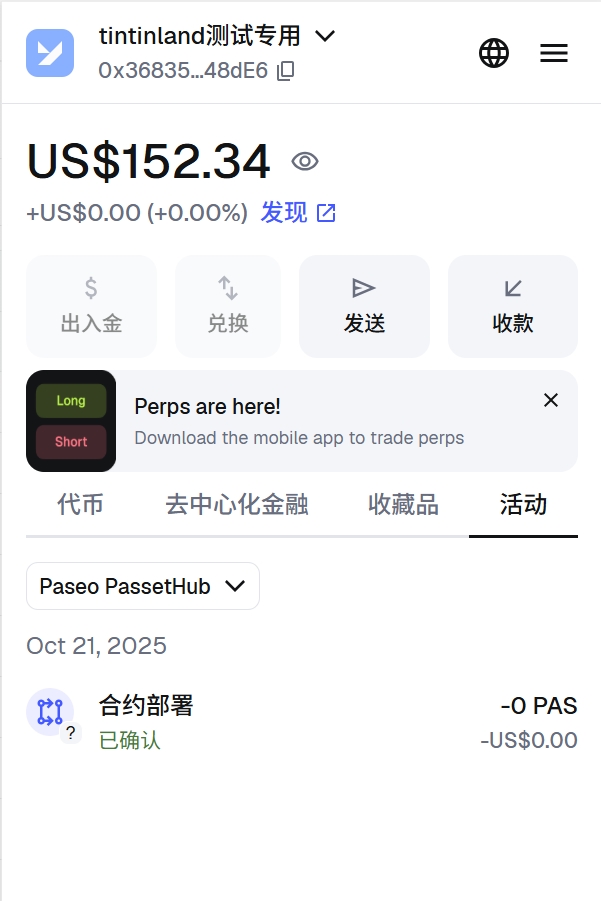 tintinland测试专用
0x36835...48dE6
US$152.34
+US$0.00 (+0.00%) 发现
$
出入金
兑换
发送
收款
Long
Short
Perps are here!
Download the mobile app to trade perps
代币 去中心化金融 收藏品 活动
Paseo PassetHub
Oct 21, 2025
合约部署 -0 PAS
?
已确认 -US$0.00